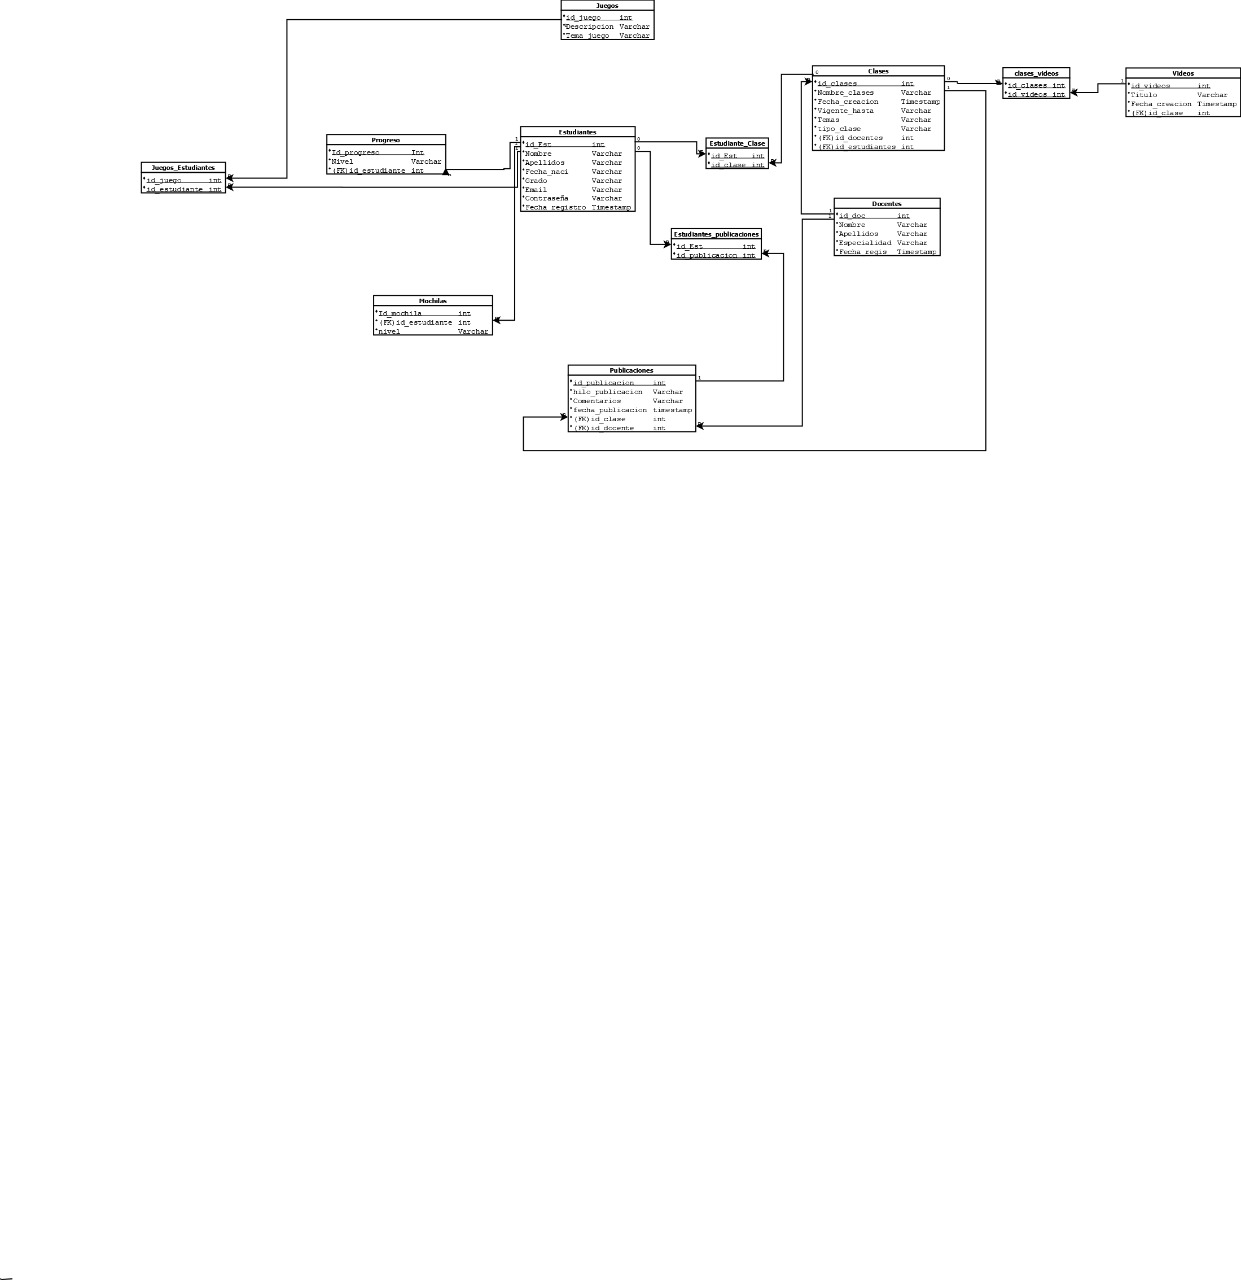 Juegos
*id_juego int
*Descripcion Varchar
*Tema_juego Varchar
Clases
*id_clases int
*Nombre_clases Varchar
*Fecha_creacion Timestamp
*Vigente_hasta Varchar
*Temas Varchar
*tipo_clase Varchar
*(FK)id_docentes int
*(FK)id_estudiantes int
clases_videos
*id_clases int
*id_videos int
Videos
*id_videos int
*Titulo Varchar
*Fecha_creacion Timestamp
*(FK)id_clase int
Estudiantes
*id_Est int
*Nombre Varchar
*Apellidos Varchar
*Fecha_naci Varchar
*Grado Varchar
*Email Varchar
*Contraseña Varchar
*Fecha_registro Timestamp
Progreso
*Id_progreso Int
*Nivel Varchar
*(FK)id_estudiante int
Estudiante_Clase
*id_Est int
*id_clase int
Juegos_Estudiantes
*id_juego int
*id_estudiante int
Docentes
*id_doc int
*Nombre Varchar
*Apellidos Varchar
*Especialidad Varchar
*Fecha_regis Timestamp
Estudiantes_publicaciones
*id_Est int
*id_publicacion int
Mochilas
*Id_mochila int
*(FK)id_estudiante int
*nivel Varchar
Publicaciones
*id_publicacion int
*hilo_publicacion Varchar
*Comentarios Varchar
*fecha_publicacion timestamp
*(FK)id_clase int
*(FK)id_docente int